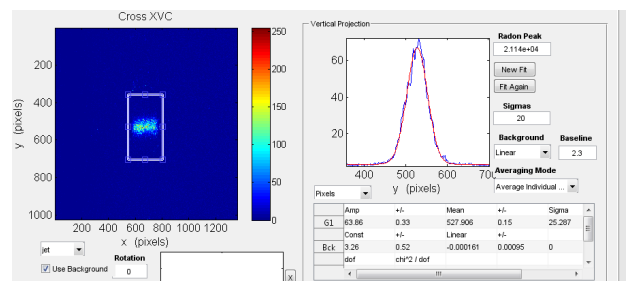 Cross XVC
Vertical Projection
250
200
150
100
50
0
200
400
600
800
1000
y (pixels)
200 400 600 800 1000 1200
x (pixels)
jet
Use Background
Rotation
0
60
40
20
400 500 600 700
y (pixels)
Pixels
Radon Peak
2.114e+04
New Fit
Fit Again
Sigmas
20
Background Baseline
Linear 2.3
Averaging Mode
Average Individual ...
Amp +/- Mean +/- Sigma
G1 63.86 0.33 527.906 0.15 25.287
Const +/- Linear +/-
Bck 3.26 0.52 -0.000161 0.00095 0
dof chi^2 / dof
X